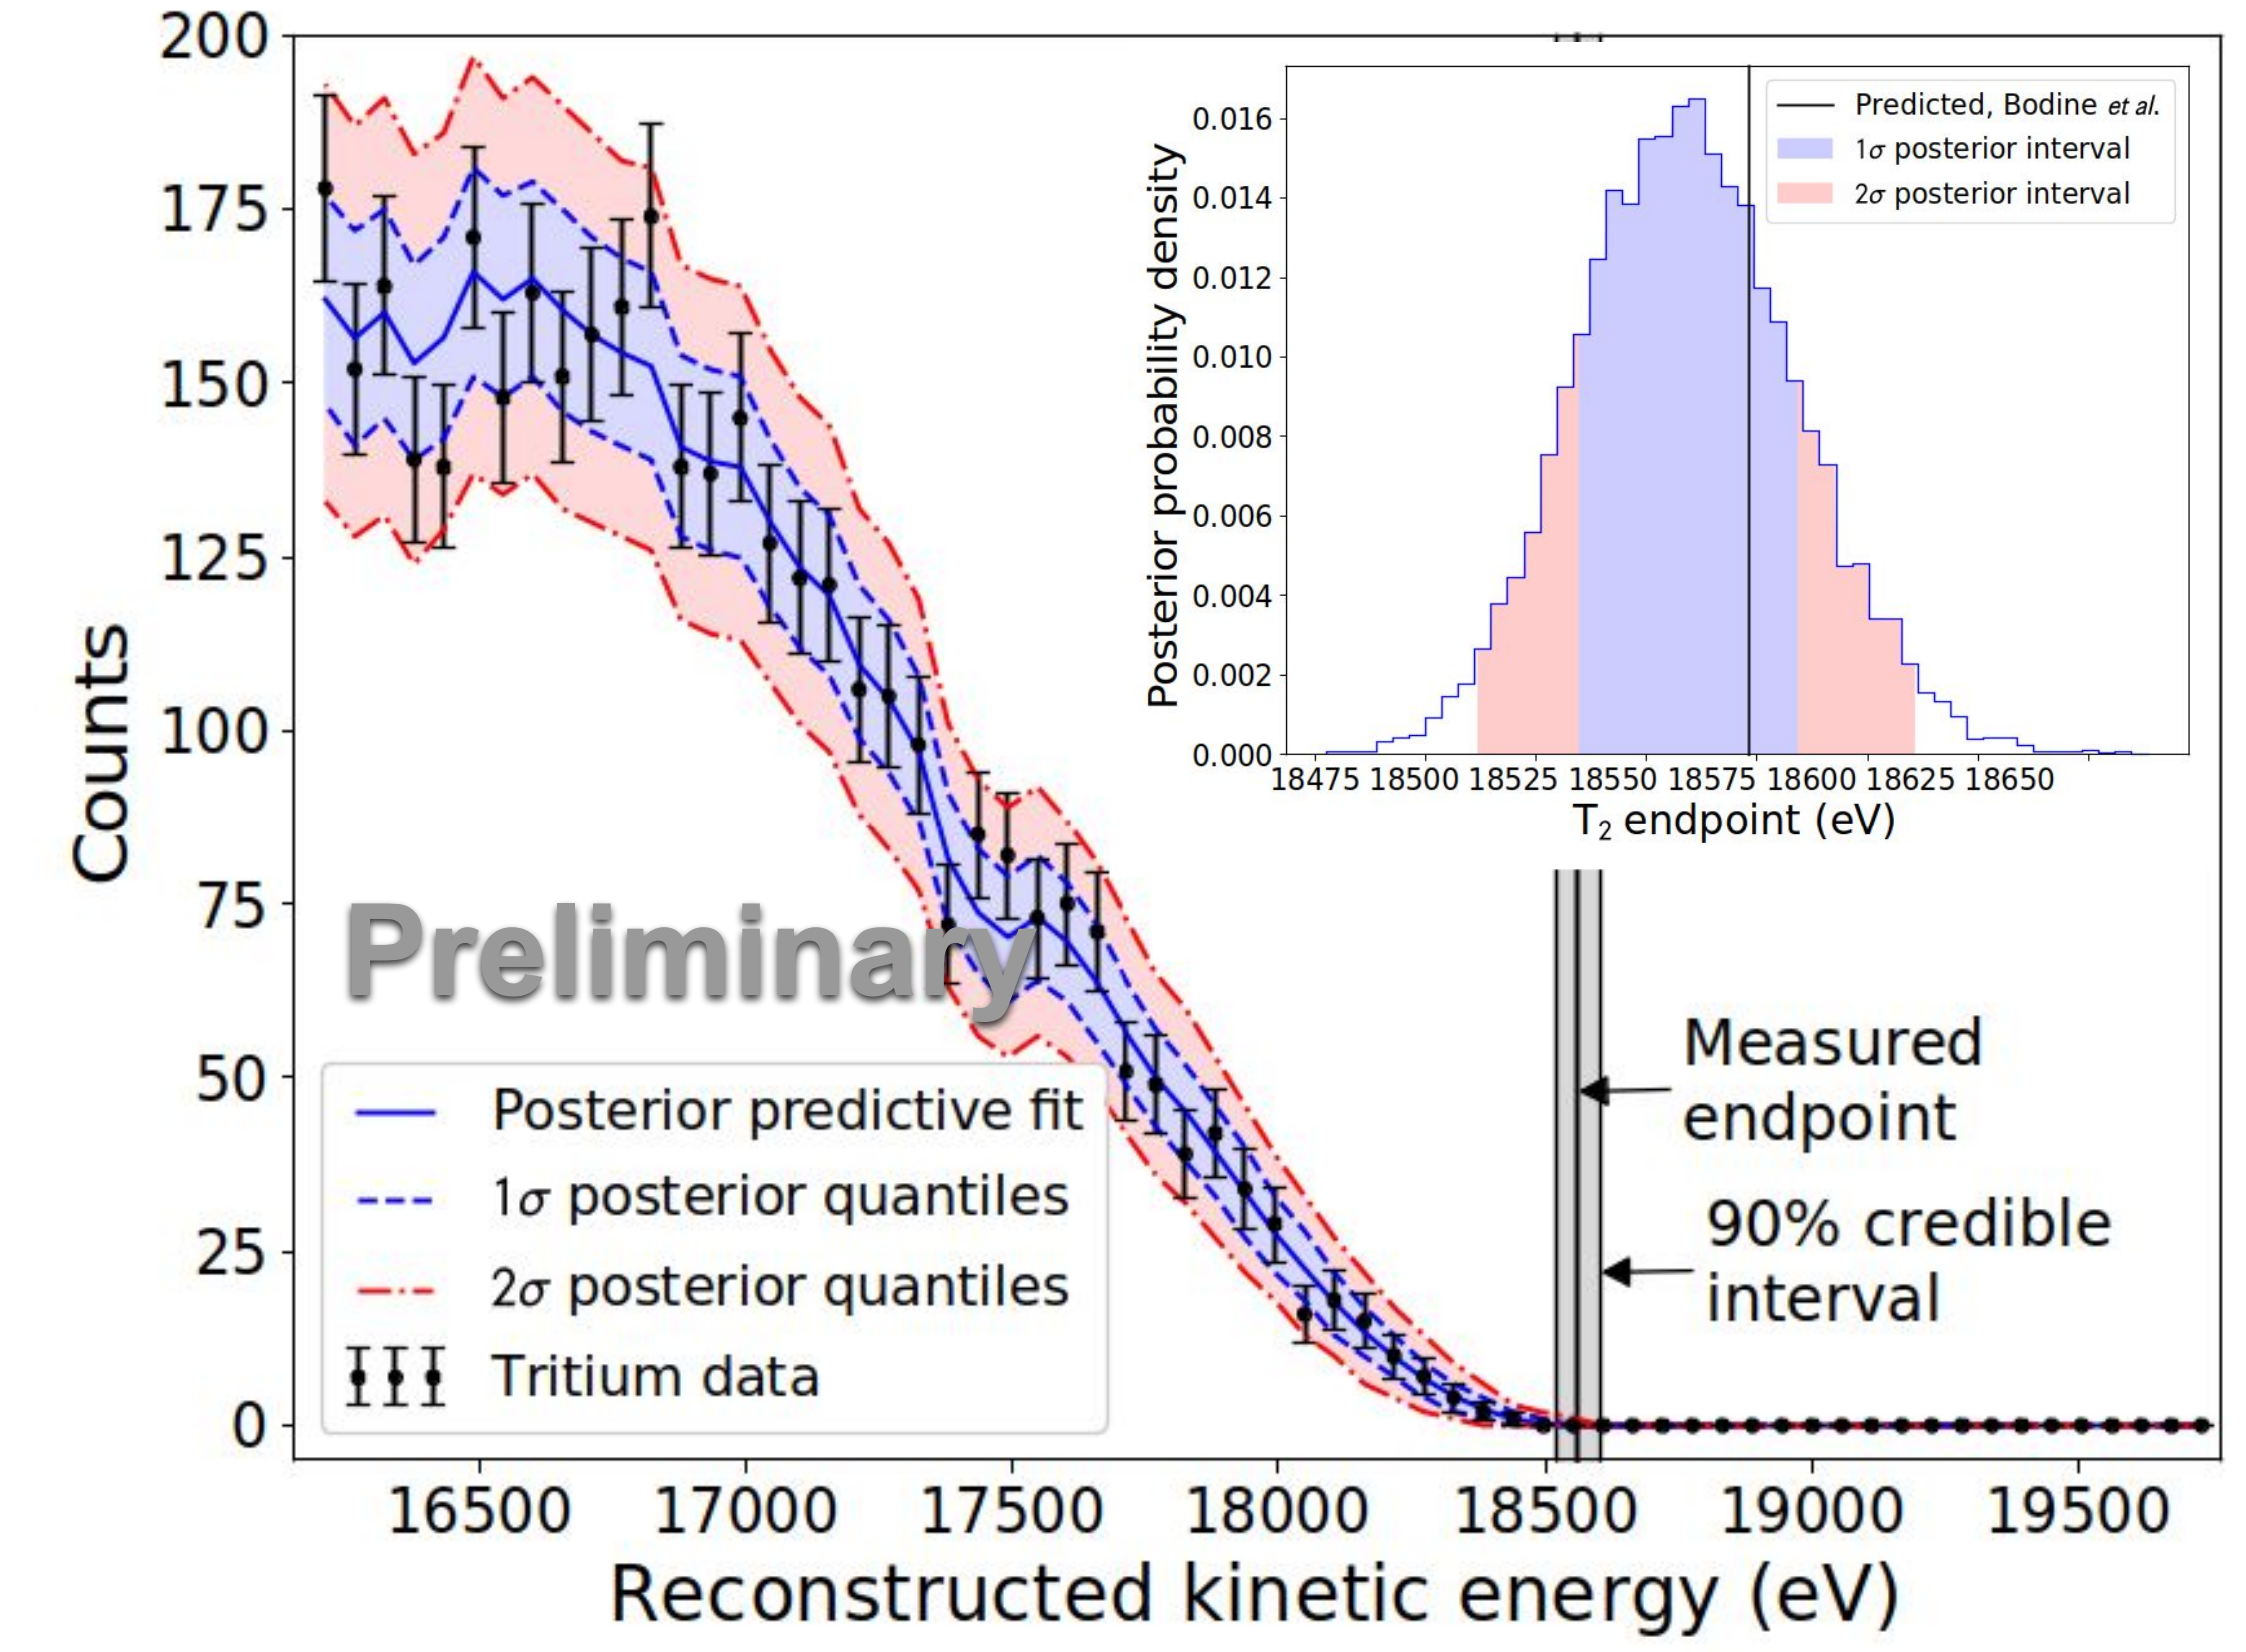 200
175
150
125
100
75
50
25
0
Counts
16500 17000 17500 18000 18500 19000 19500
Reconstructed kinetic energy (eV)
Preliminary
Posterior predictive fit
1σ posterior quantiles
2σ posterior quantiles
Tritium data
Measured
endpoint
90% credible
interval
0.016
0.014
0.012
0.010
0.008
0.006
0.004
0.002
0.000
Posterior probability density
18475 18500 18525 18550 18575 18600 18625 18650
T₂ endpoint (eV)
Predicted, Bodine et al.
1σ posterior interval
2σ posterior interval